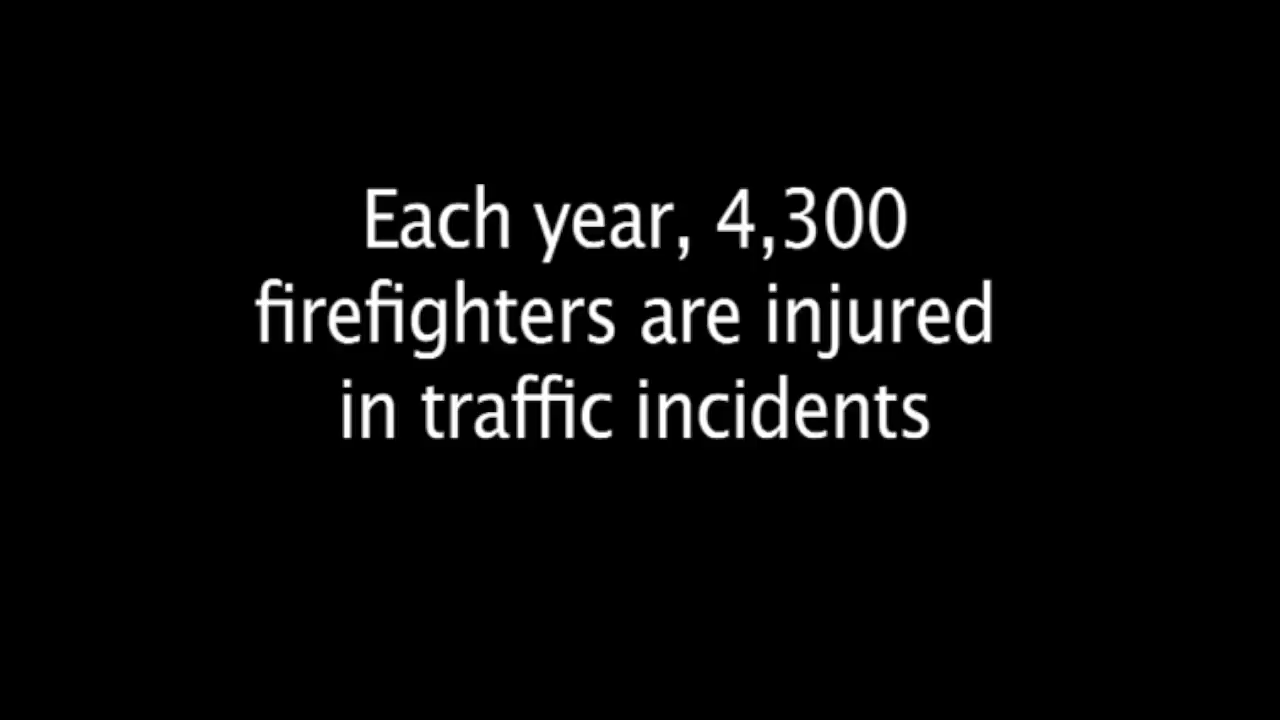 Each year, 4,300
firefighters are injured
in traffic incidents